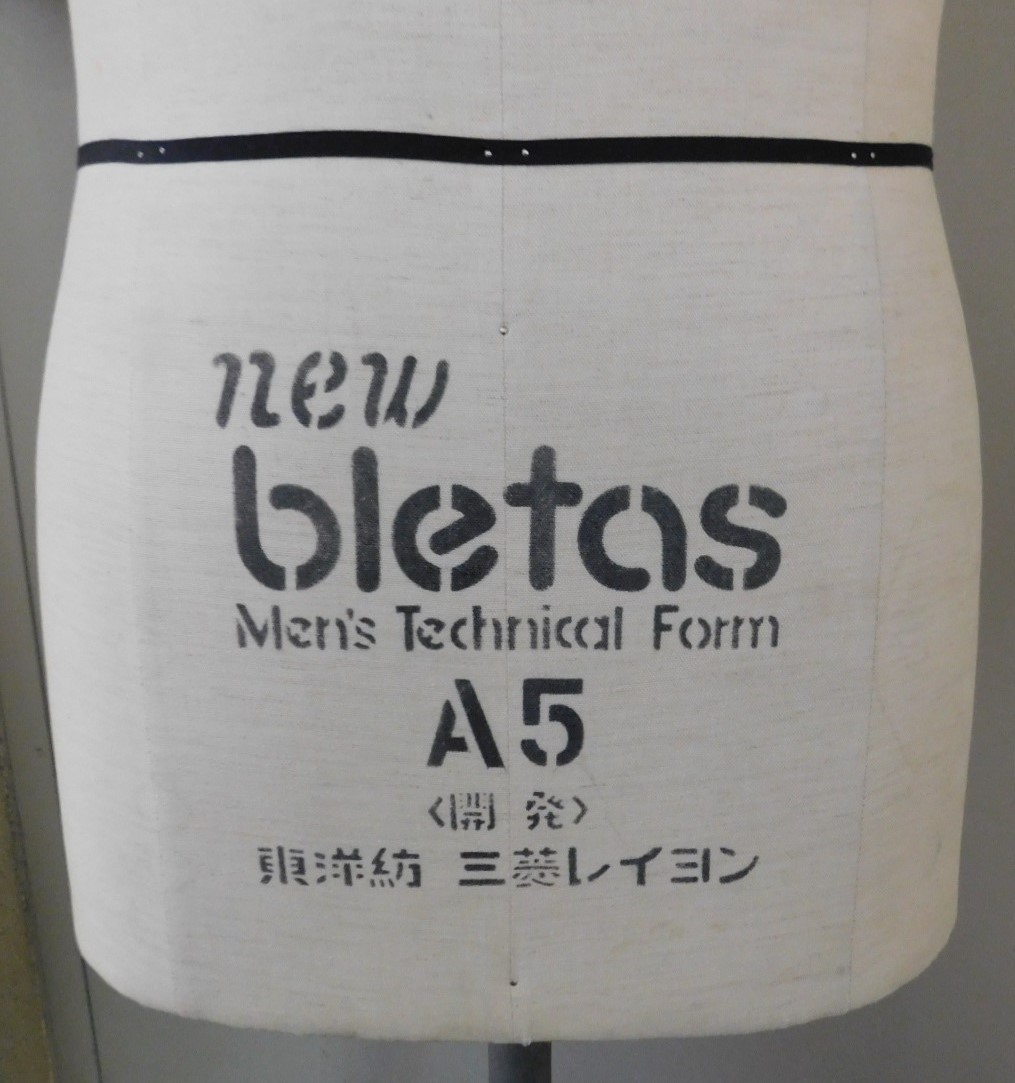 new
bletas
Men's Technical Form
A5
〈開発〉
東洋紡 三菱レイヨン